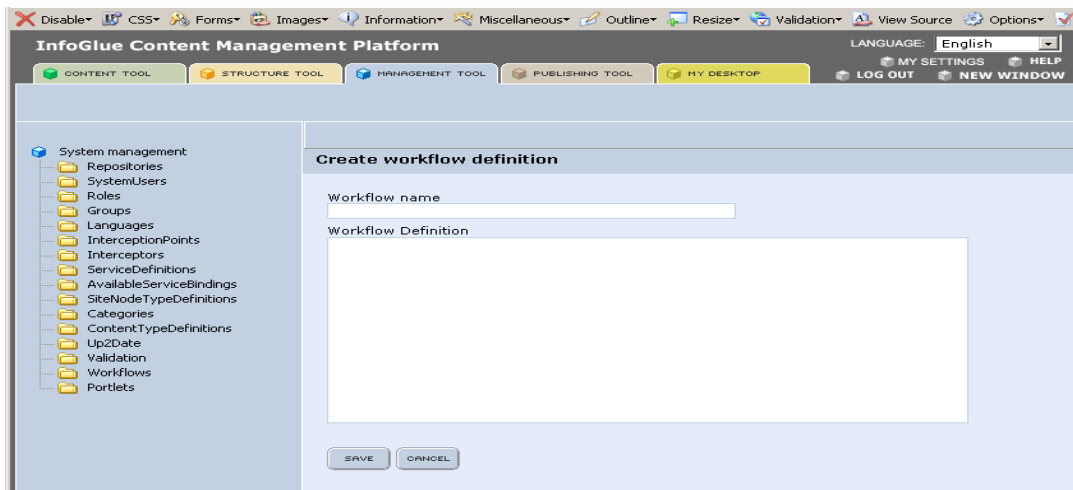 Disable CSS Forms Images Information Miscellaneous Outline Resize Validation View Source Options
InfoGlue Content Management Platform
LANGUAGE: English
MY SETTINGS HELP
CONTENT TOOL STRUCTURE TOOL MANAGEMENT TOOL PUBLISHING TOOL MY DESKTOP
LOG OUT NEW WINDOW
System management
Repositories
SystemUsers
Roles
Groups
Languages
InterceptionPoints
Interceptors
ServiceDefinitions
AvailableServiceBindings
SiteNodeTypeDefinitions
Categories
ContentTypeDefinitions
Up2Date
Validation
Workflows
Portlets
Create workflow definition
Workflow name
Workflow Definition
SAVE CANCEL